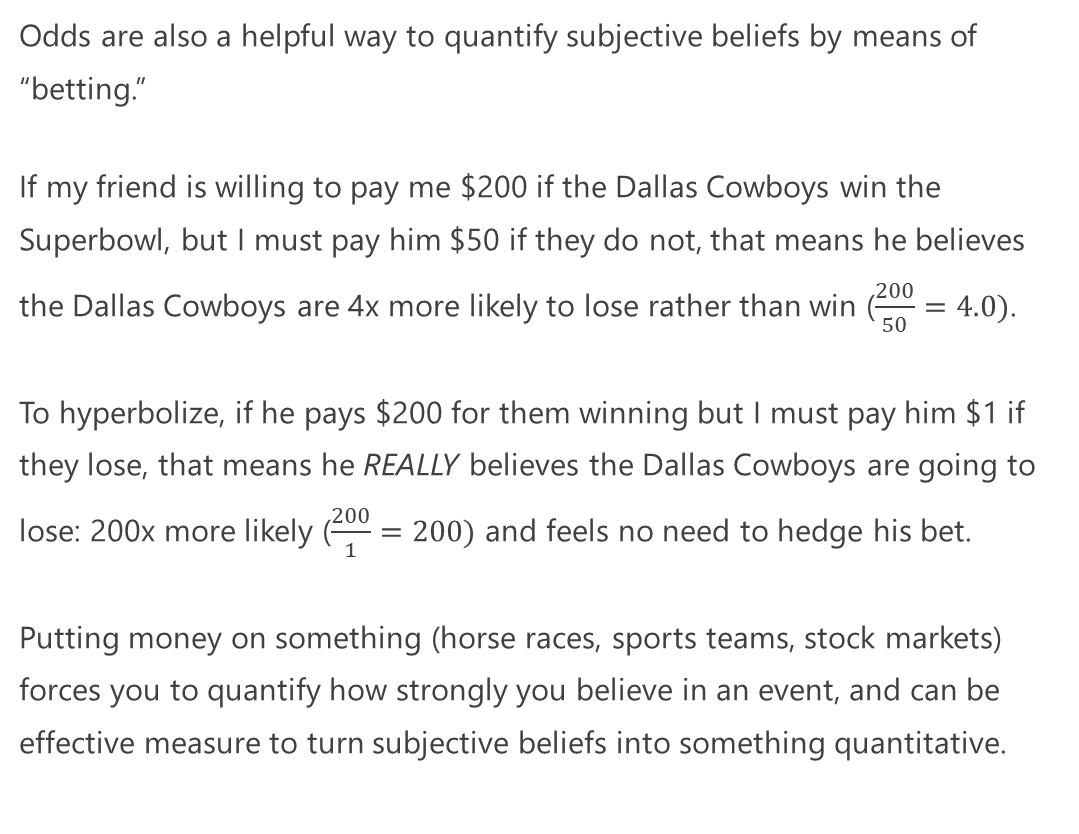 Odds are also a helpful way to quantify subjective beliefs by means of
“betting.”
If my friend is willing to pay me $200 if the Dallas Cowboys win the
Superbowl, but I must pay him $50 if they do not, that means he believes
the Dallas Cowboys are 4x more likely to lose rather than win (200/50 = 4.0).
To hyperbolize, if he pays $200 for them winning but I must pay him $1 if
they lose, that means he REALLY believes the Dallas Cowboys are going to
lose: 200x more likely (200/1 = 200) and feels no need to hedge his bet.
Putting money on something (horse races, sports teams, stock markets)
forces you to quantify how strongly you believe in an event, and can be
effective measure to turn subjective beliefs into something quantitative.